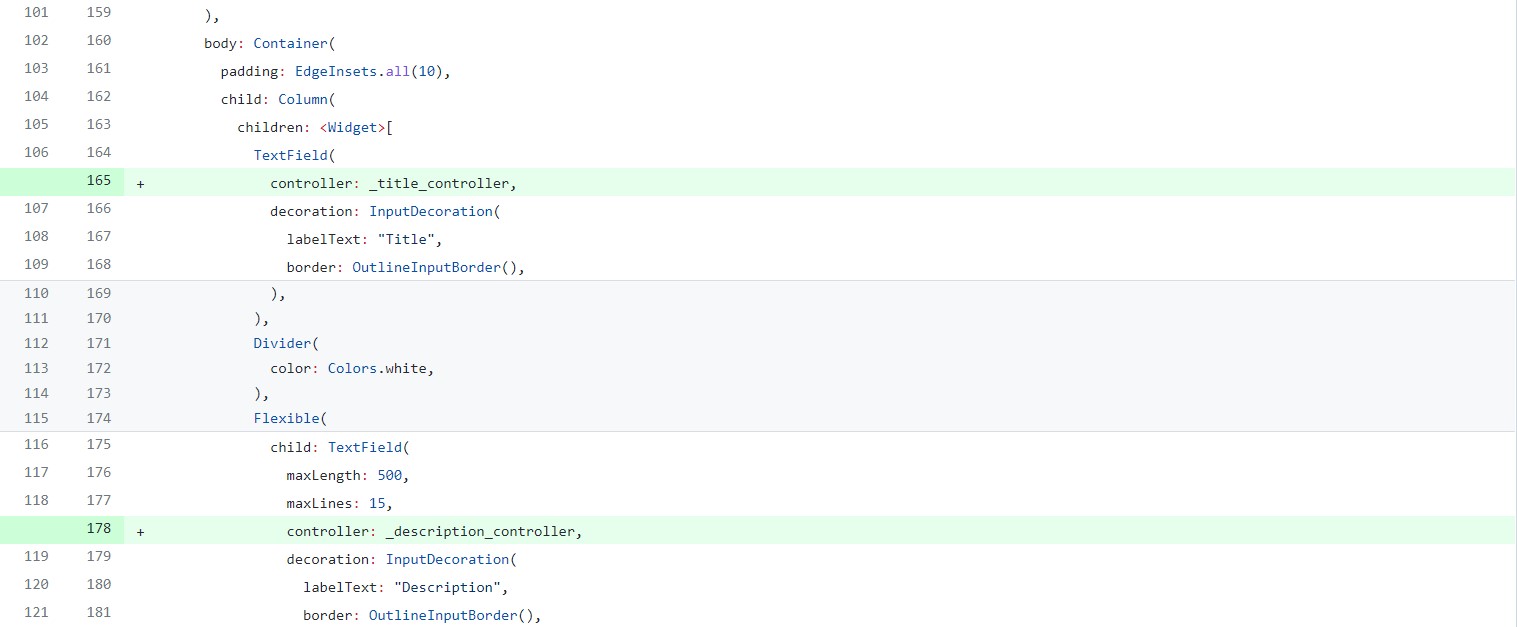 101 159 ),
102 160 body: Container(
103 161 padding: EdgeInsets.all(10),
104 162 child: Column(
105 163 children: <Widget>[
106 164 TextField(
165 + controller: _title_controller,
107 166 decoration: InputDecoration(
108 167 labelText: "Title",
109 168 border: OutlineInputBorder(),
110 169 ),
111 170 ),
112 171 Divider(
113 172 color: Colors.white,
114 173 ),
115 174 Flexible(
116 175 child: TextField(
117 176 maxLength: 500,
118 177 maxLines: 15,
178 + controller: _description_controller,
119 179 decoration: InputDecoration(
120 180 labelText: "Description",
121 181 border: OutlineInputBorder(),